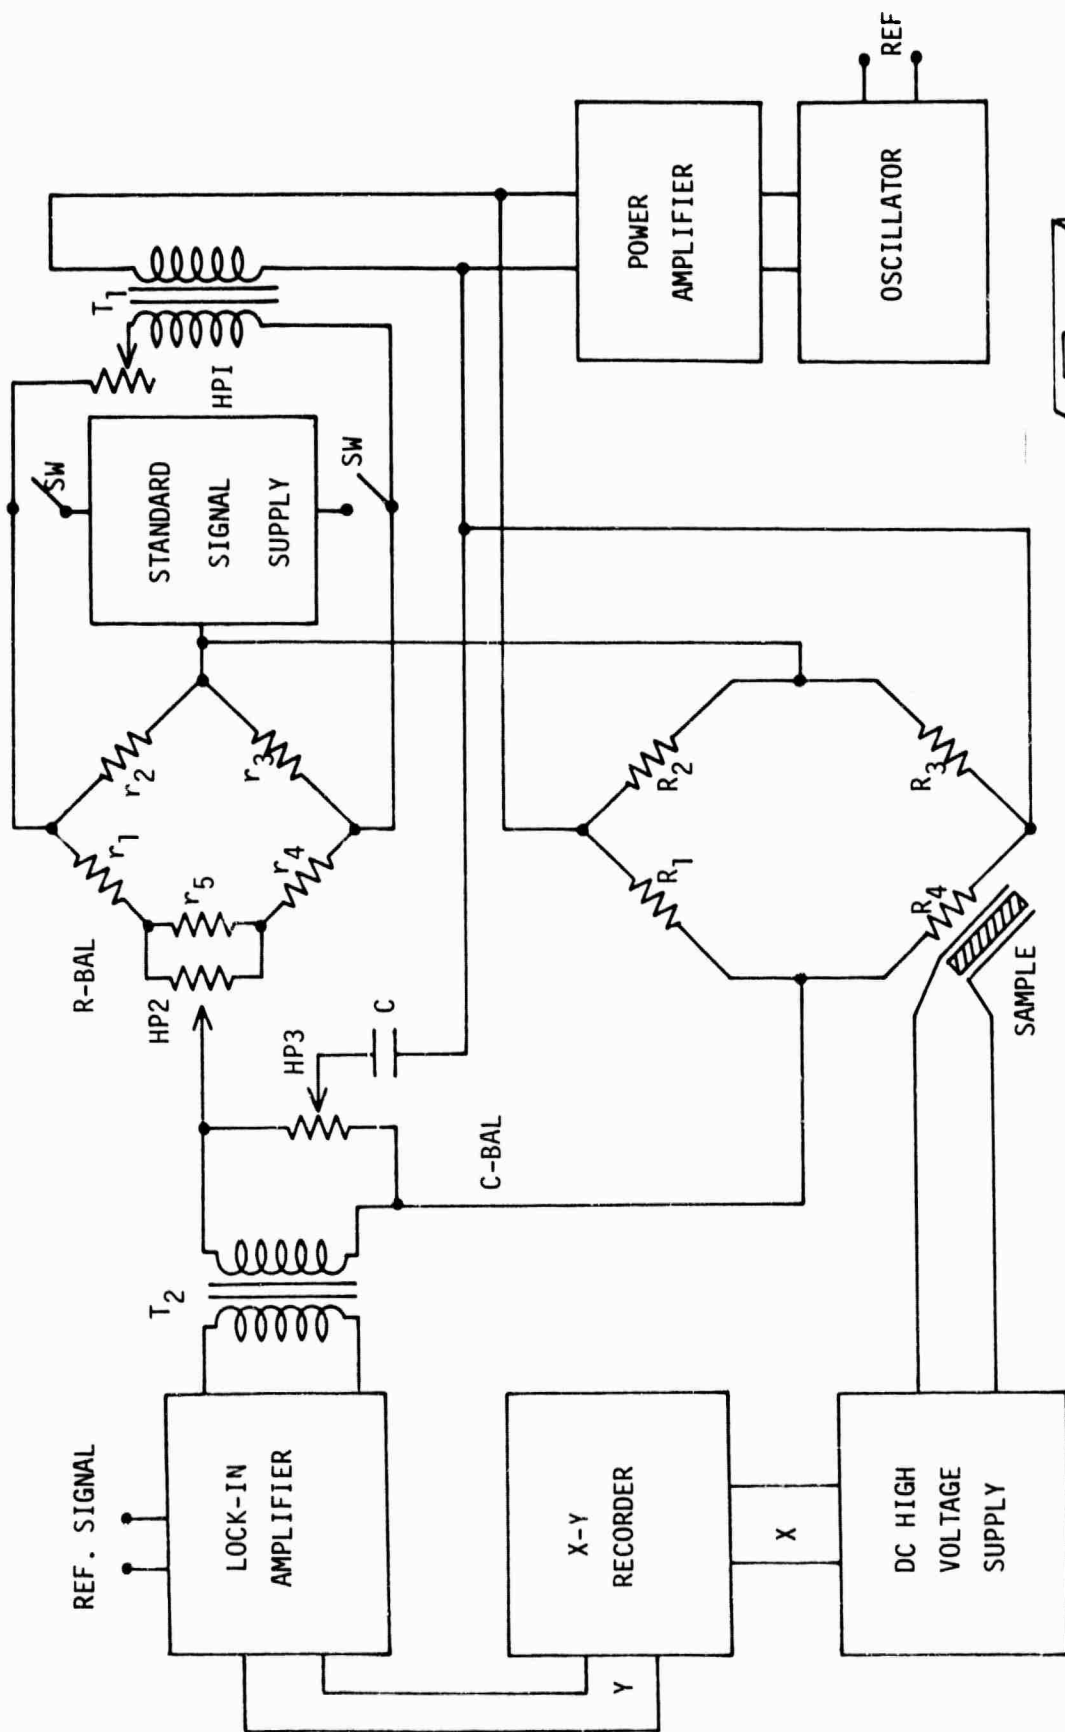 REF. SIGNAL
LOCK-IN
AMPLIFIER
T2
R-BAL
HP2
r5
r1
r2
r4
r3
HP3
C
C-BAL
SW
STANDARD
SIGNAL
SUPPLY
SW
HPI
T1
X-Y
RECORDER
Y
X
DC HIGH
VOLTAGE
SUPPLY
R1
R2
R4
R3
SAMPLE
POWER
AMPLIFIER
OSCILLATOR
REF